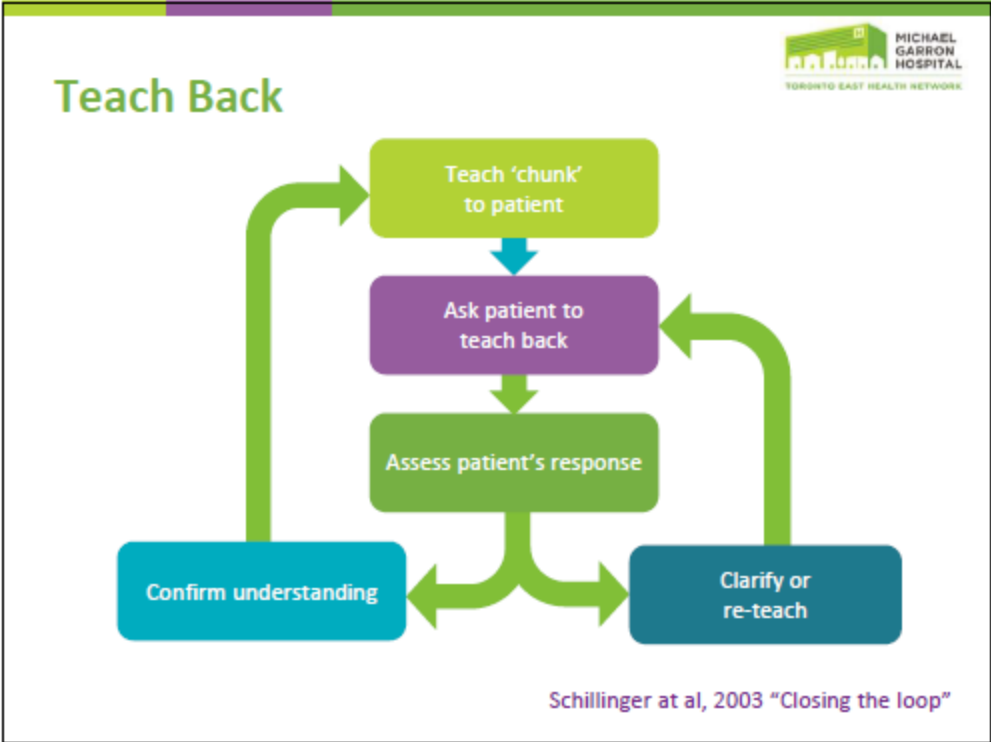 MICHAEL
GARRON
HOSPITAL
TORONTO EAST HEALTH NETWORK
Teach Back
Teach ‘chunk’
to patient
Ask patient to
teach back
Assess patient’s response
Confirm understanding
Clarify or
re-teach
Schillinger at al, 2003 “Closing the loop”